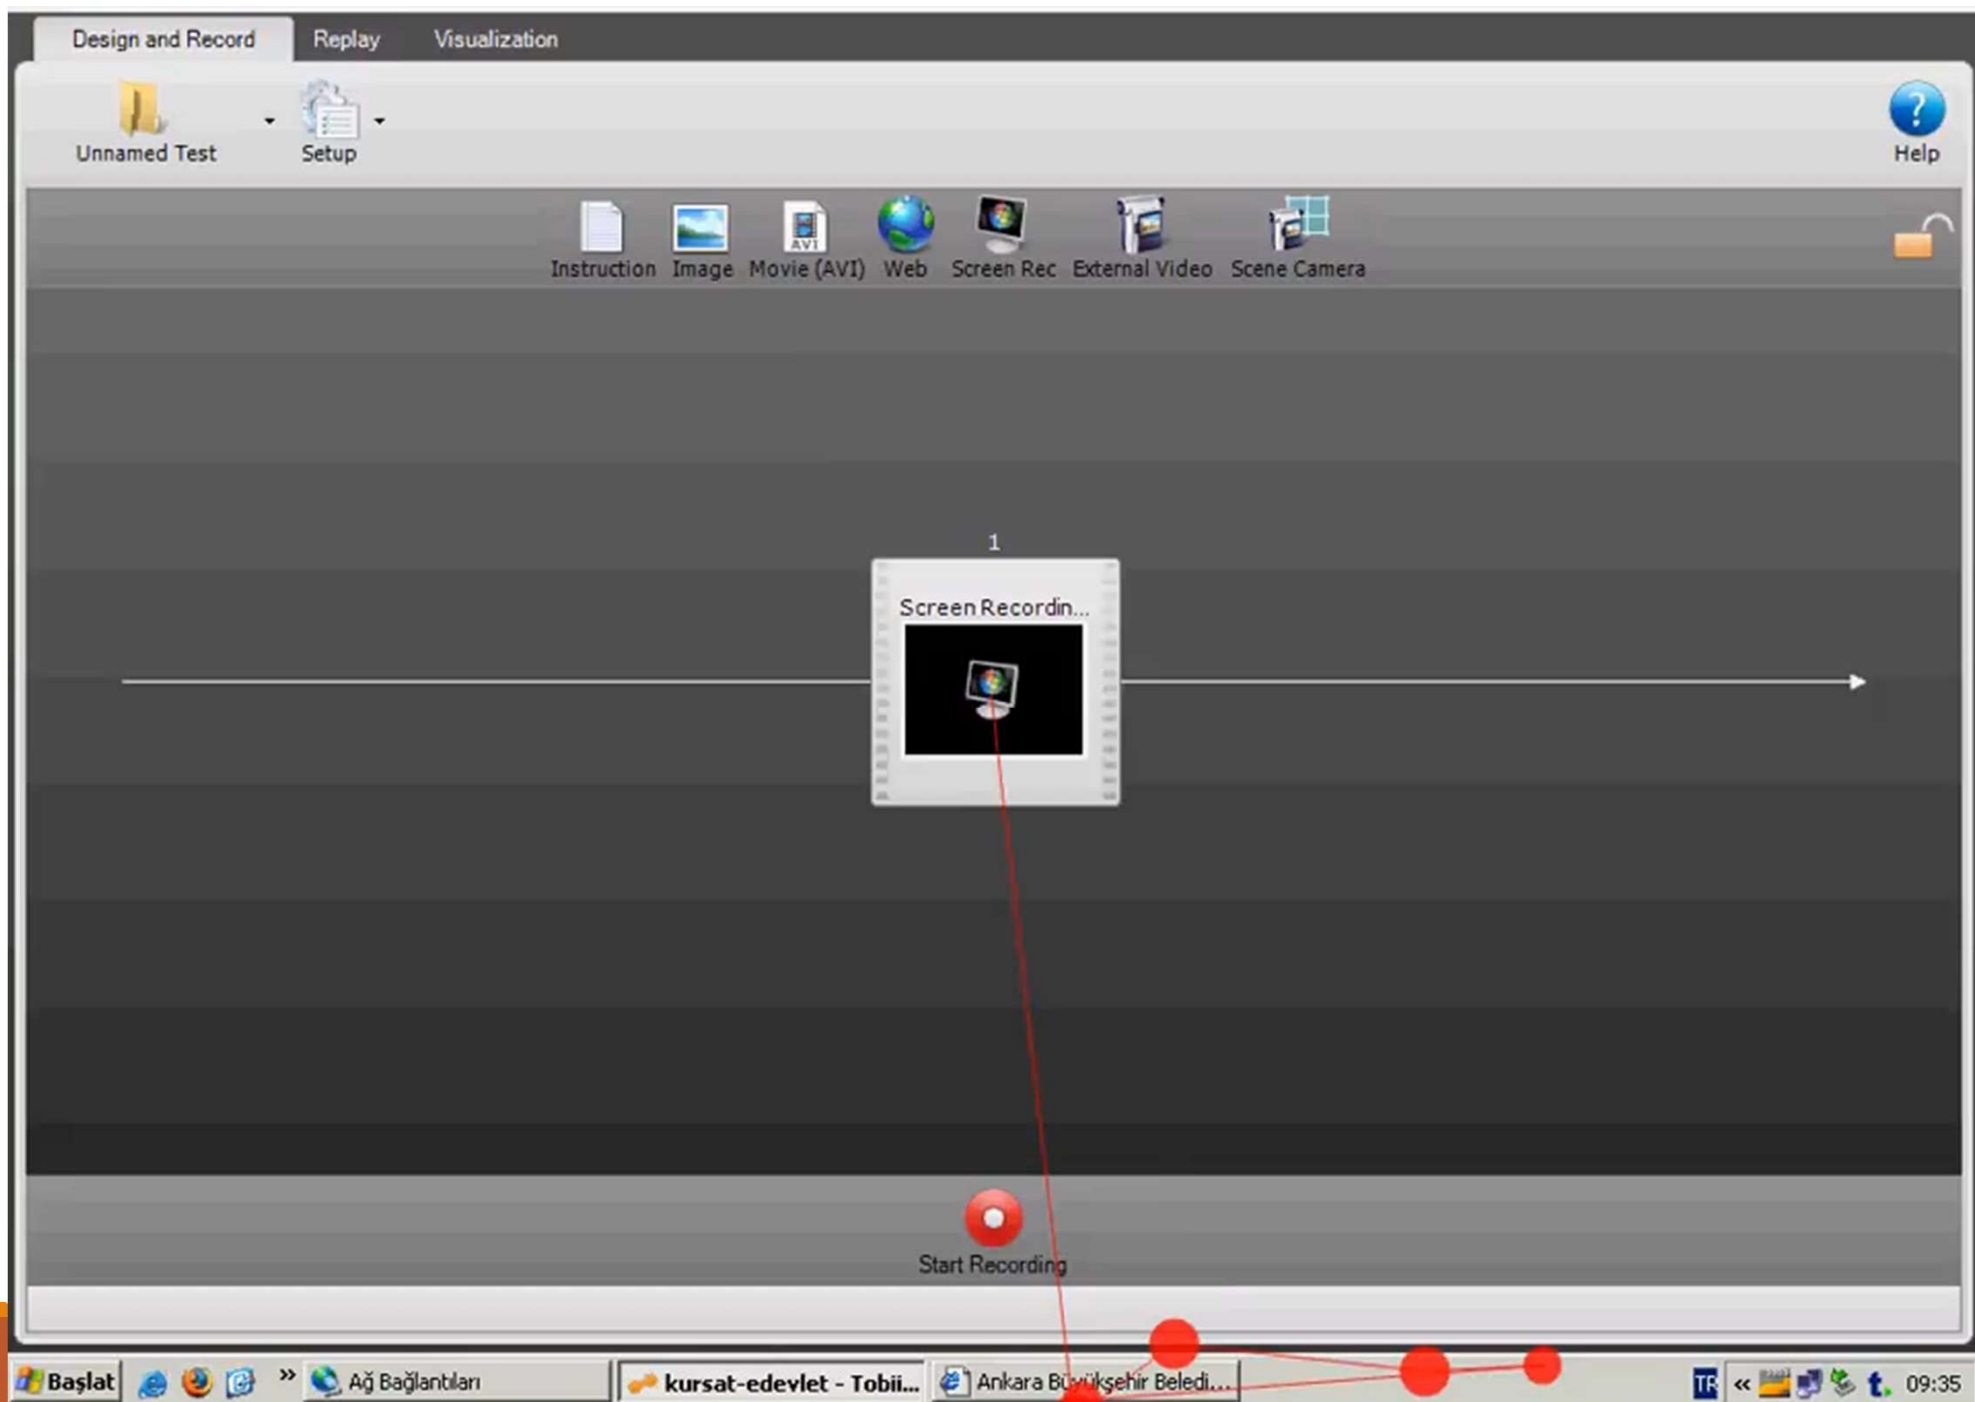 Design and Record Replay Visualization
Unnamed Test Setup Help
AVI
Instruction Image Movie (AVI) Web Screen Rec External Video Scene Camera
1
Screen Recordin...
Start Recording
Başlat » Ağ Bağlantıları kursat-edevlet - Tobii... Ankara Büyükşehir Beledi... TR « t. 09:35